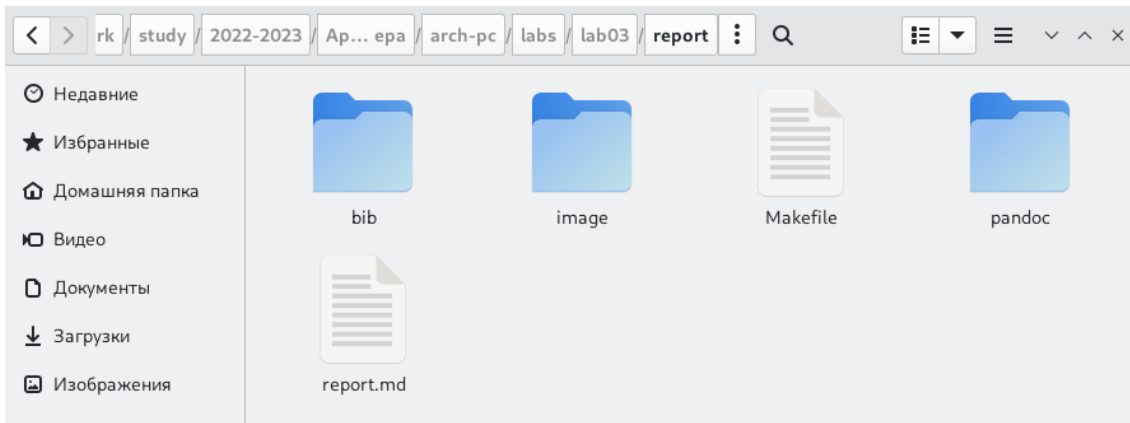 rk / study / 2022-2023 / Ар... ера / arch-pc / labs / lab03 / report
Недавние
Избранные
Домашняя папка
Видео
Документы
Загрузки
Изображения
bib
image
Makefile
pandoc
report.md